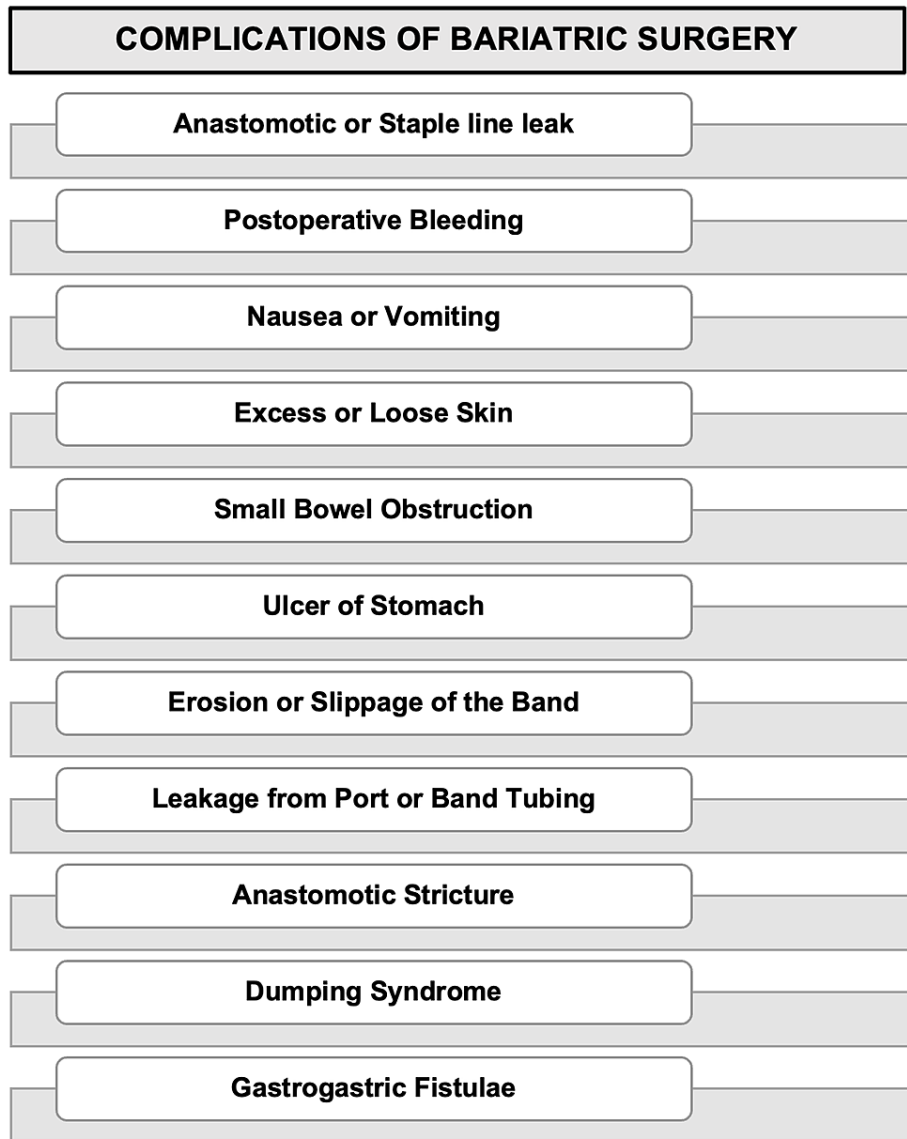 COMPLICATIONS OF BARIATRIC SURGERY
Anastomotic or Staple line leak
Postoperative Bleeding
Nausea or Vomiting
Excess or Loose Skin
Small Bowel Obstruction
Ulcer of Stomach
Erosion or Slippage of the Band
Leakage from Port or Band Tubing
Anastomotic Stricture
Dumping Syndrome
Gastrogastric Fistulae